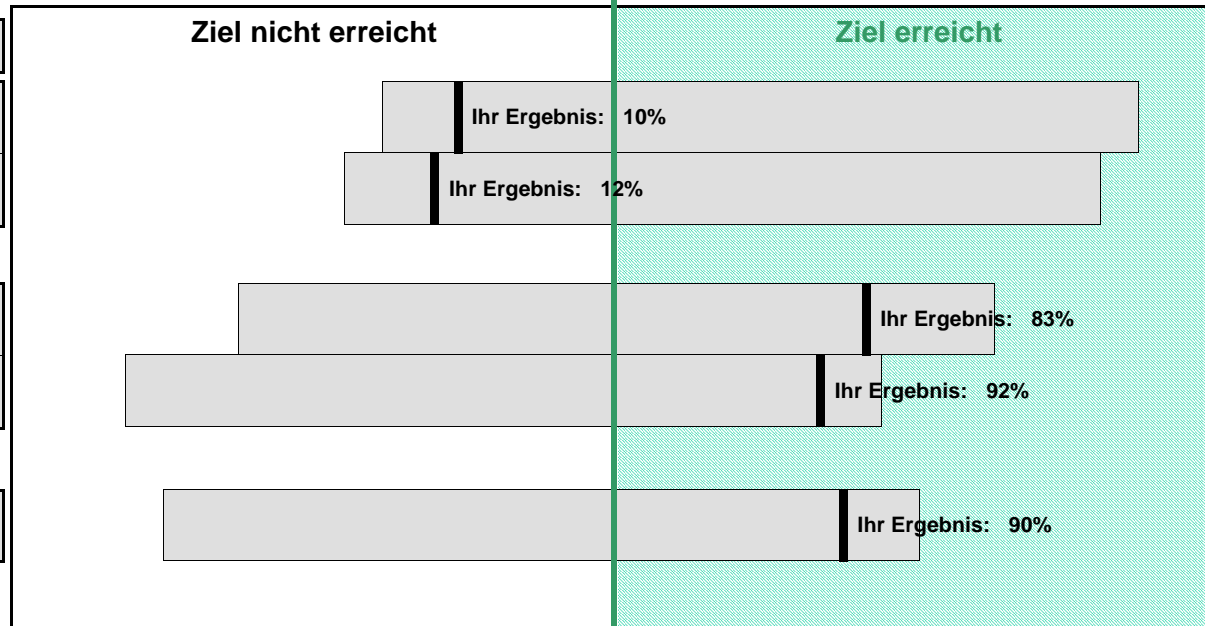 Ziel nicht erreicht Ziel erreicht
Ihr Ergebnis: 10%
Ihr Ergebnis: 12%
Ihr Ergebnis: 83%
Ihr Ergebnis: 92%
Ihr Ergebnis: 90%